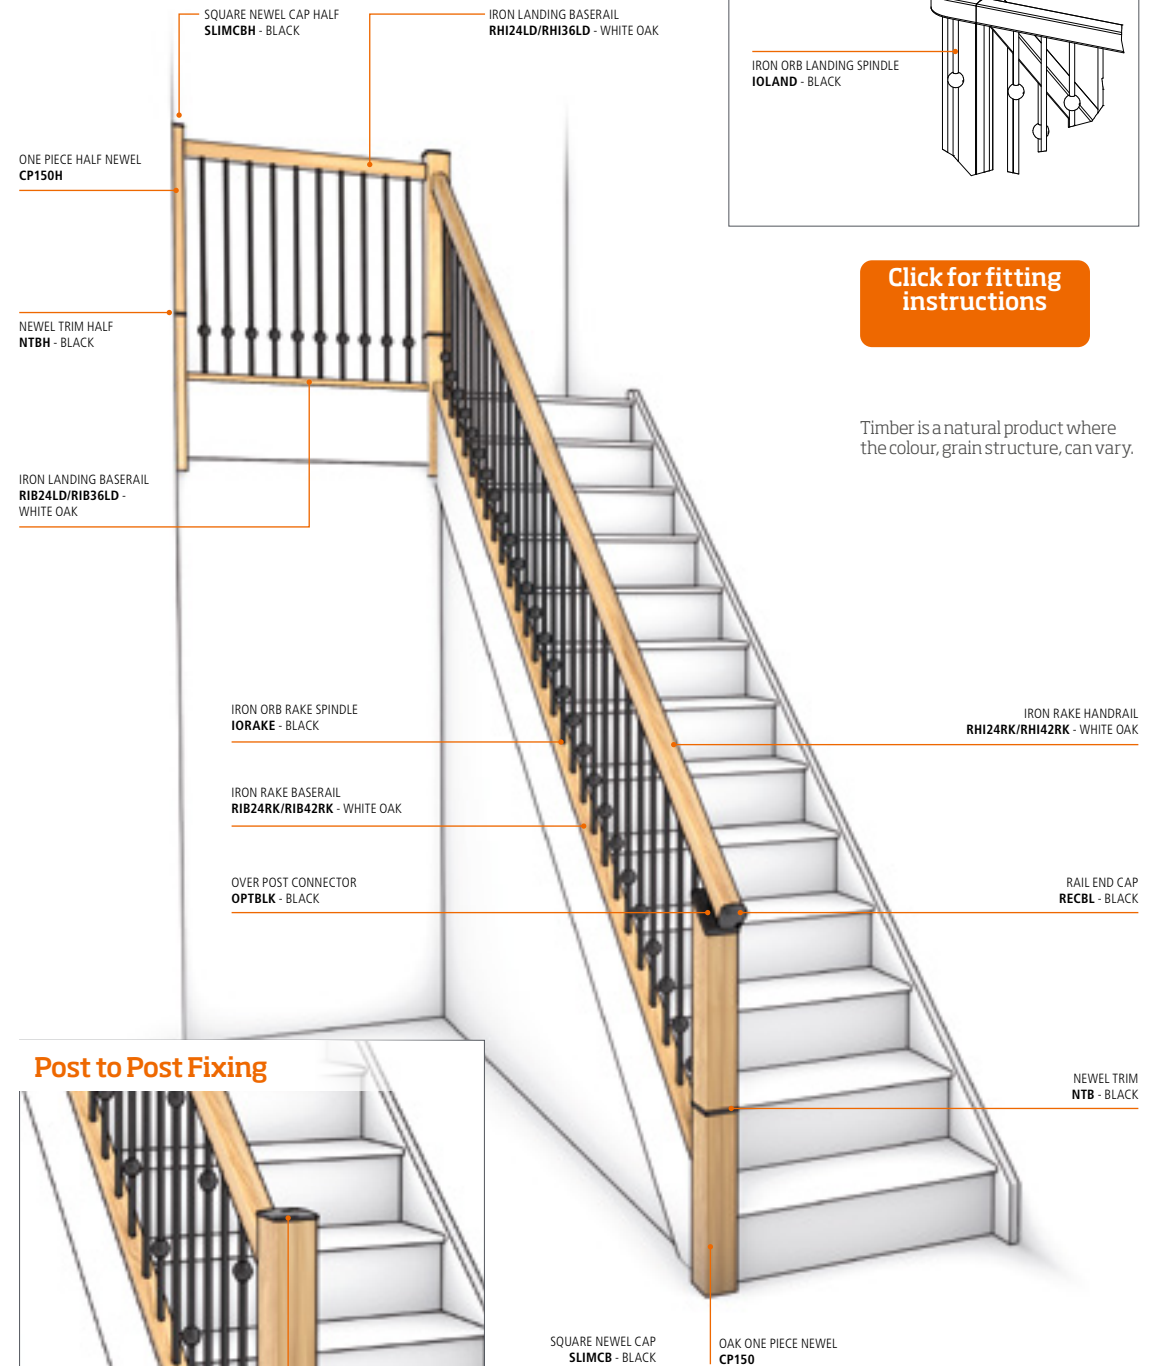 SQUARE NEWEL CAP HALF
SLIMCBH - BLACK
IRON LANDING BASERAIL
RHI24LD/RHI36LD - WHITE OAK
IRON ORB LANDING SPINDLE
IOLAND - BLACK
ONE PIECE HALF NEWEL
CP150H
Click for fitting
instructions
NEWEL TRIM HALF
NTBH - BLACK
Timber is a natural product where
the colour, grain structure, can vary.
IRON LANDING BASERAIL
RIB24LD/RIB36LD -
WHITE OAK
IRON ORB RAKE SPINDLE
IORAKE - BLACK
IRON RAKE HANDRAIL
RHI24RK/RHI42RK - WHITE OAK
IRON RAKE BASERAIL
RIB24RK/RIB42RK - WHITE OAK
OVER POST CONNECTOR
OPTBLK - BLACK
RAIL END CAP
RECBL - BLACK
Post to Post Fixing
NEWEL TRIM
NTB - BLACK
SQUARE NEWEL CAP
SLIMCB - BLACK
OAK ONE PIECE NEWEL
CP150